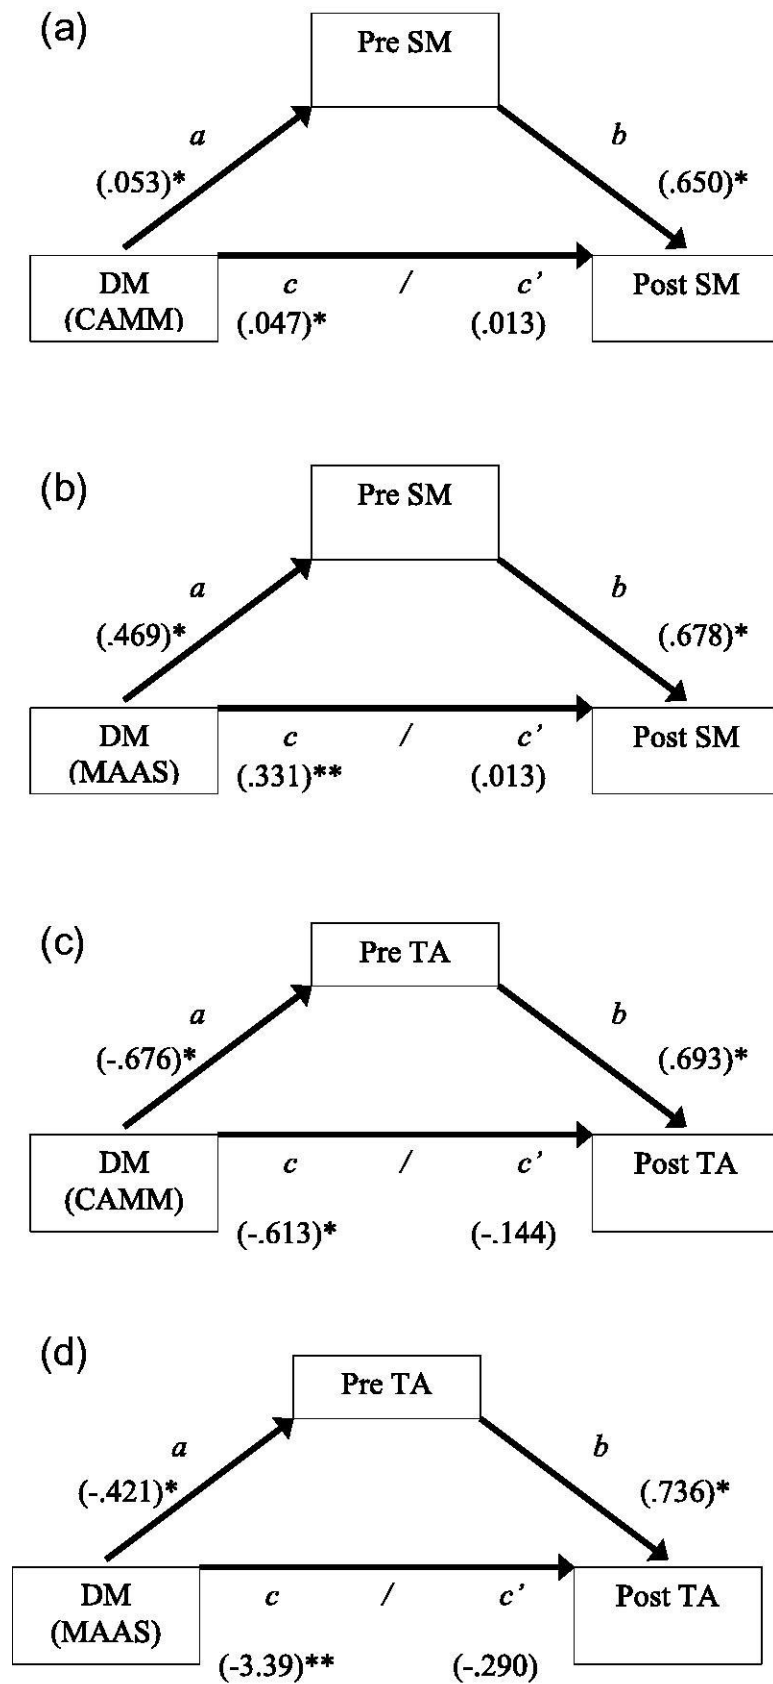 (a)
Pre SM
a
b
(.053)*
(.650)*
DM
(CAMM)
c / c’
(.047)* (.013)
Post SM
(b)
Pre SM
a
b
(.469)*
(.678)*
DM
(MAAS)
c / c’
(.331)** (.013)
Post SM
(c)
Pre TA
a
b
(-.676)*
(.693)*
DM
(CAMM)
c / c’
(-.613)* (-.144)
Post TA
(d)
Pre TA
a
b
(-.421)*
(.736)*
DM
(MAAS)
c / c’
(-3.39)** (-.290)
Post TA